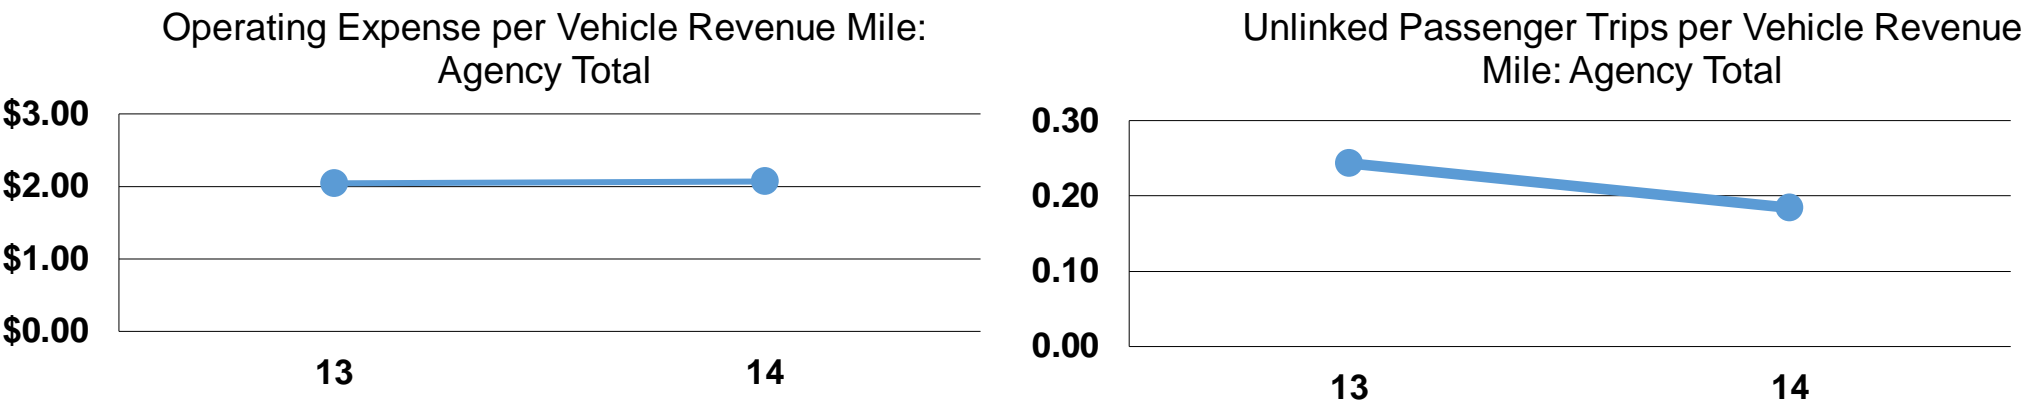 Operating Expense per Vehicle Revenue Mile:
Agency Total
$3.00
$2.00
$1.00
$0.00
13 14
Unlinked Passenger Trips per Vehicle Revenue
Mile: Agency Total
0.30
0.20
0.10
0.00
13 14